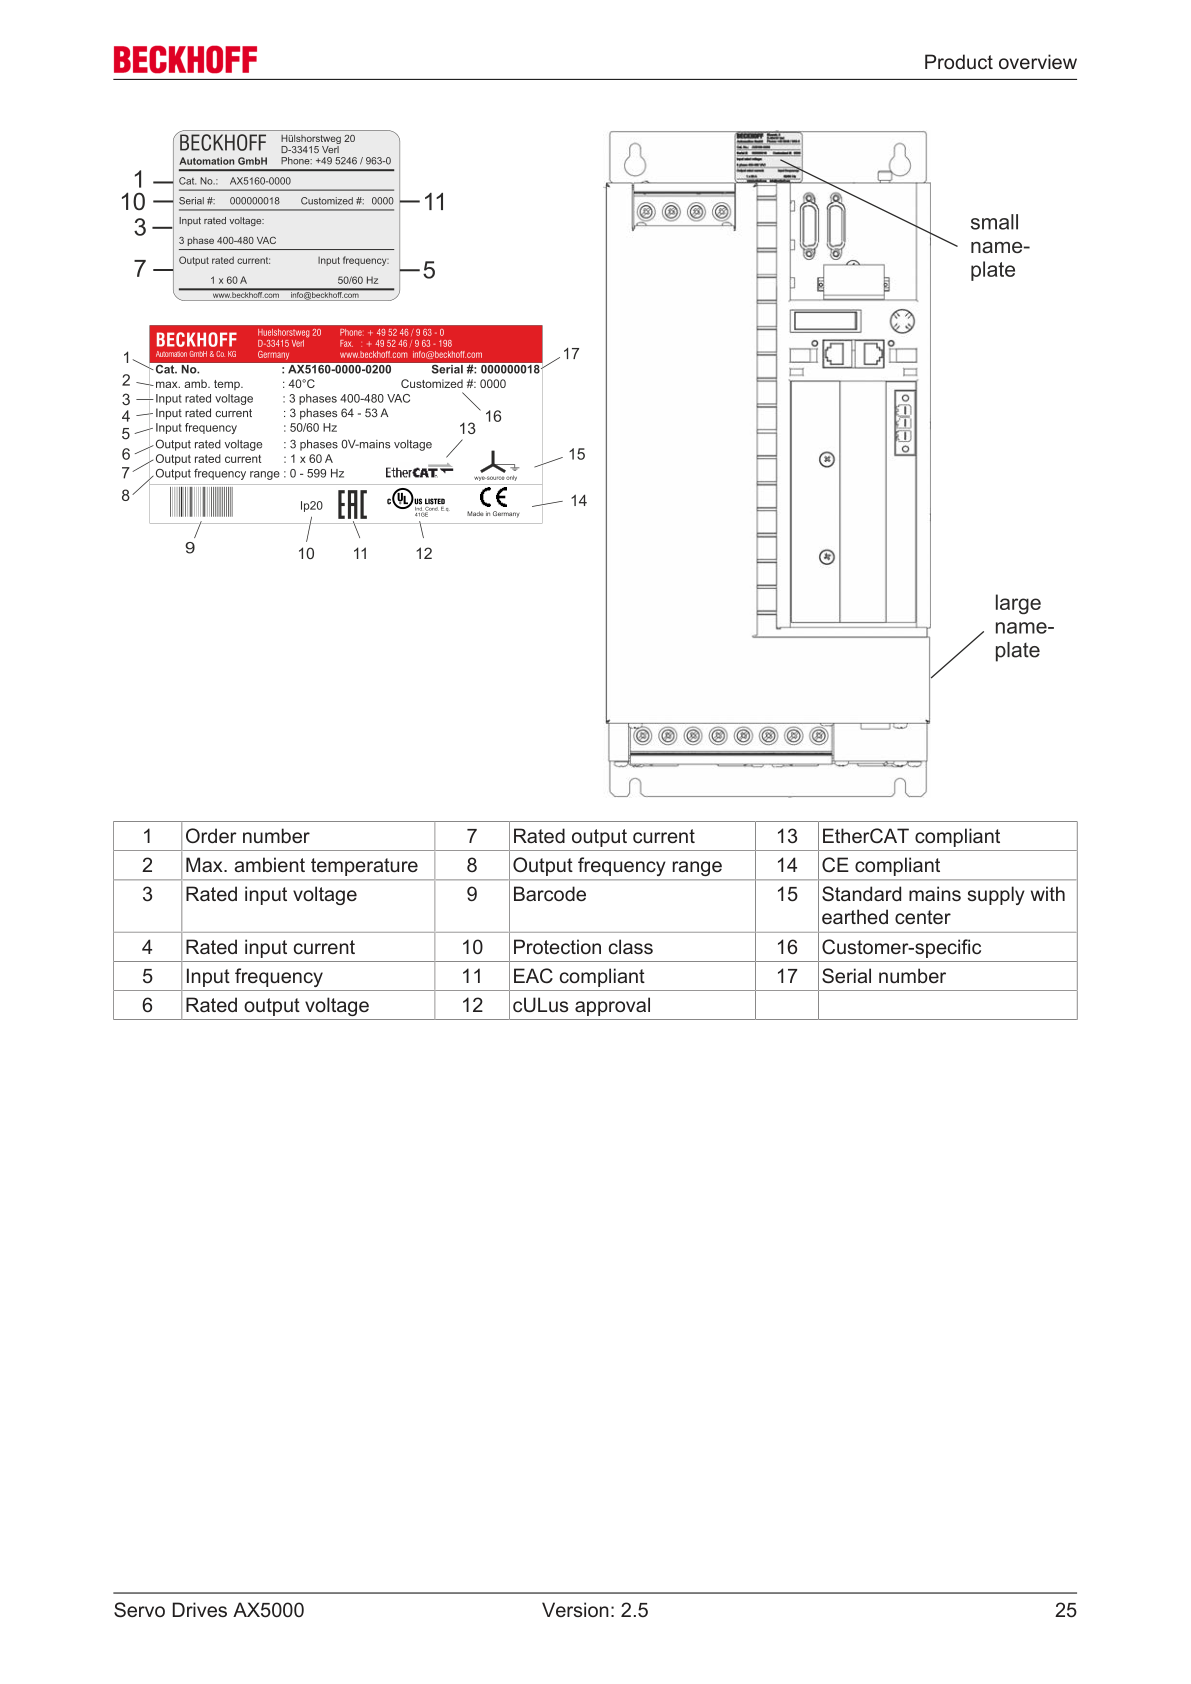 BECKHOFF
Product overview
BECKHOFF
Automation GmbH
Hülshorstweg 20
D-33415 Verl
Phone: +49 5246 / 963-0
1
Cat. No.: AX5160-0000
10
Serial #: 000000018 Customized #: 0000
11
3
Input rated voltage:
3 phase 400-480 VAC
7
Output rated current: Input frequency:
5
1 x 60 A 50/60 Hz
www.beckhoff.com info@beckhoff.com
small
name-
plate
BECKHOFF
Automation GmbH & Co. KG
Huelshorstweg 20 Phone: + 49 52 46 / 9 63 - 0
D-33415 Verl Fax. : + 49 52 46 / 9 63 - 198
Germany www.beckhoff.com info@beckhoff.com
1
Cat. No. : AX5160-0000-0200 Serial #: 000000018
17
2
max. amb. temp. : 40°C Customized #: 0000
3
Input rated voltage : 3 phases 400-480 VAC
4
Input rated current : 3 phases 64 - 53 A
16
5
Input frequency : 50/60 Hz
13
6
Output rated voltage : 3 phases 0V-mains voltage
7
Output rated current : 1 x 60 A
15
8
Output frequency range : 0 - 599 Hz
EtherCAT
wye-source only
Ip20
EAC
c UL US LISTED
Ind. Cond. E.q.
41GE
CE
Made in Germany
14
9
10
11
12
large
name-
plate
1 Order number 7 Rated output current 13 EtherCAT compliant
2 Max. ambient temperature 8 Output frequency range 14 CE compliant
3 Rated input voltage 9 Barcode 15 Standard mains supply with
earthed center
4 Rated input current 10 Protection class 16 Customer-specific
5 Input frequency 11 EAC compliant 17 Serial number
6 Rated output voltage 12 cULus approval
Servo Drives AX5000 Version: 2.5 25